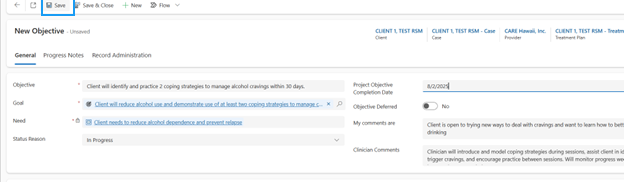 Save Save & Close + New Flow
New Objective - Unsaved
CLIENT 1, TEST RSM CLIENT 1, TEST RSM - Case CARE Hawaii, Inc. CLIENT 1, TEST RSM - Treatm
Client Case Provider Treatment Plan
General Progress Notes Record Administration
Objective * Client will identify and practice 2 coping strategies to manage alcohol cravings within 30 days.
Goal * Client will reduce alcohol use and demonstrate use of at least two coping strategies to manage c...
Need * Client needs to reduce alcohol dependence and prevent relapse
Status Reason In Progress
Project Objective
Completion Date 8/2/2025
Objective Deferred No
My comments are Client is open to trying new ways to deal with cravings and want to learn how to bett
drinking
Clinician Comments Clinician will introduce and model coping strategies during sessions, assist client in id
trigger cravings, and encourage practice between sessions. Will monitor progress wee